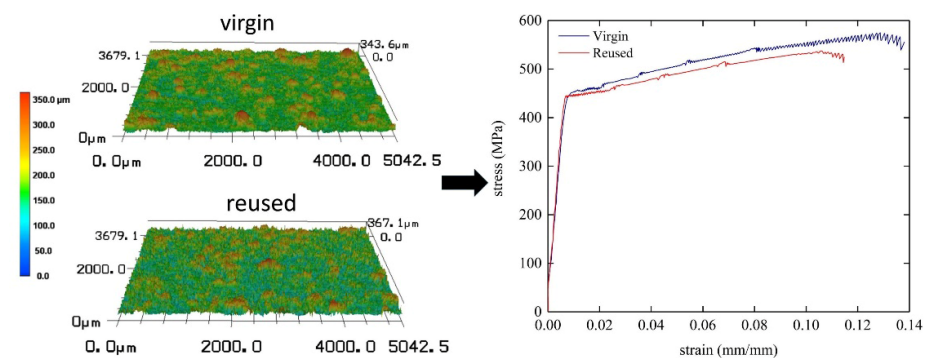 virgin
343.6μm
0.0
3679.1
2000.0
0μm
0.0μm
2000.0
4000.0
5042.5
350.0 μm
300.0
250.0
200.0
150.0
100.0
50.0
0.0
reused
367.1μm
0.0
3679.1
2000.0
0μm
0.0μm
2000.0
4000.0
5042.5
600
500
400
300
200
100
0
stress (MPa)
Virgin
Reused
0.00
0.02
0.04
0.06
0.08
0.10
0.12
0.14
strain (mm/mm)